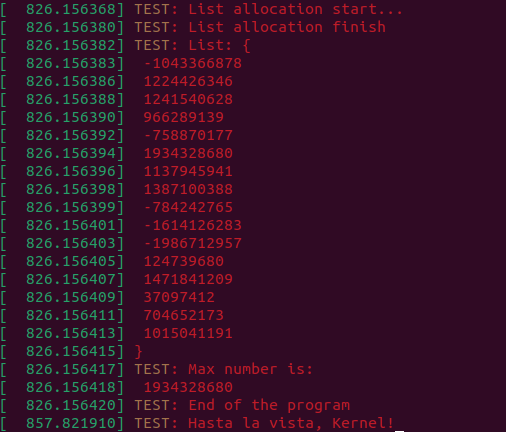 [  826.156368] TEST: List allocation start...
[  826.156380] TEST: List allocation finish
[  826.156382] TEST: List: {
[  826.156383]  -1043366878
[  826.156386]  1224426346
[  826.156388]  1241540628
[  826.156390]  966289139
[  826.156392]  -758870177
[  826.156394]  1934328680
[  826.156396]  1137945941
[  826.156398]  1387100388
[  826.156399]  -784242765
[  826.156401]  -1614126283
[  826.156403]  -1986712957
[  826.156405]  124739680
[  826.156407]  1471841209
[  826.156409]  37097412
[  826.156411]  704652173
[  826.156413]  1015041191
[  826.156415] }
[  826.156417] TEST: Max number is:
[  826.156418]  1934328680
[  826.156420] TEST: End of the program
[  857.821910] TEST: Hasta la vista, Kernel!